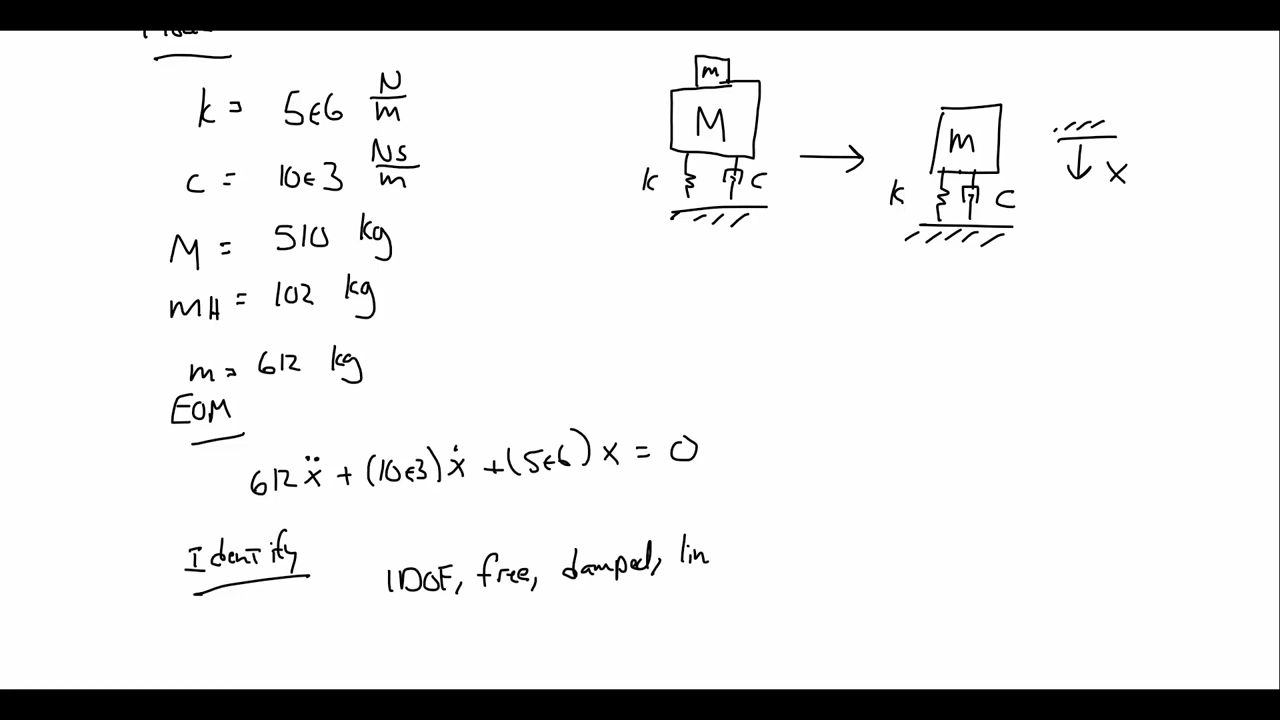 k = 5e6 N/m
c = 10e3 Ns/m
M = 510 kg
mH = 102 kg
m = 612 kg
m
M
k c
m
k c
x
EOM
612ẍ + (10e3)ẋ + (5e6)x = 0
Identify
1DOF, free, damped, lin